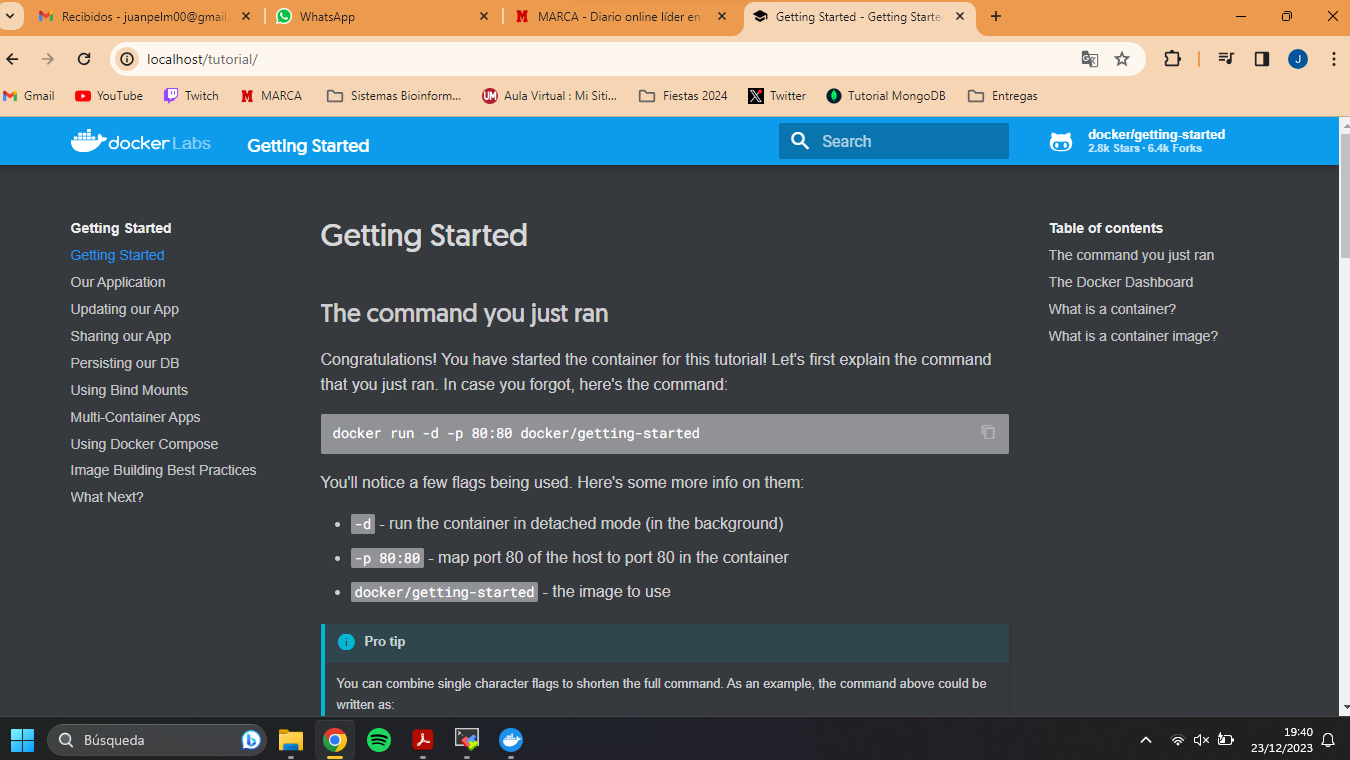 Recibidos - juanpelm00@gmail
WhatsApp
MARCA - Diario online líder en
Getting Started - Getting Starte
localhost/tutorial/
J
Gmail
YouTube
Twitch
MARCA
Sistemas Bioinform...
Aula Virtual : Mi Siti...
Fiestas 2024
Twitter
Tutorial MongoDB
Entregas
docker Labs
Getting Started
Search
docker/getting-started
2.8k Stars · 6.4k Forks
Getting Started
Getting Started
Our Application
Updating our App
Sharing our App
Persisting our DB
Using Bind Mounts
Multi-Container Apps
Using Docker Compose
Image Building Best Practices
What Next?
Getting Started
The command you just ran
Congratulations! You have started the container for this tutorial! Let's first explain the command
that you just ran. In case you forgot, here's the command:
docker run -d -p 80:80 docker/getting-started
You'll notice a few flags being used. Here's some more info on them:
-d - run the container in detached mode (in the background)
-p 80:80 - map port 80 of the host to port 80 in the container
docker/getting-started - the image to use
Pro tip
You can combine single character flags to shorten the full command. As an example, the command above could be
written as:
Table of contents
The command you just ran
The Docker Dashboard
What is a container?
What is a container image?
Búsqueda
19:40
23/12/2023